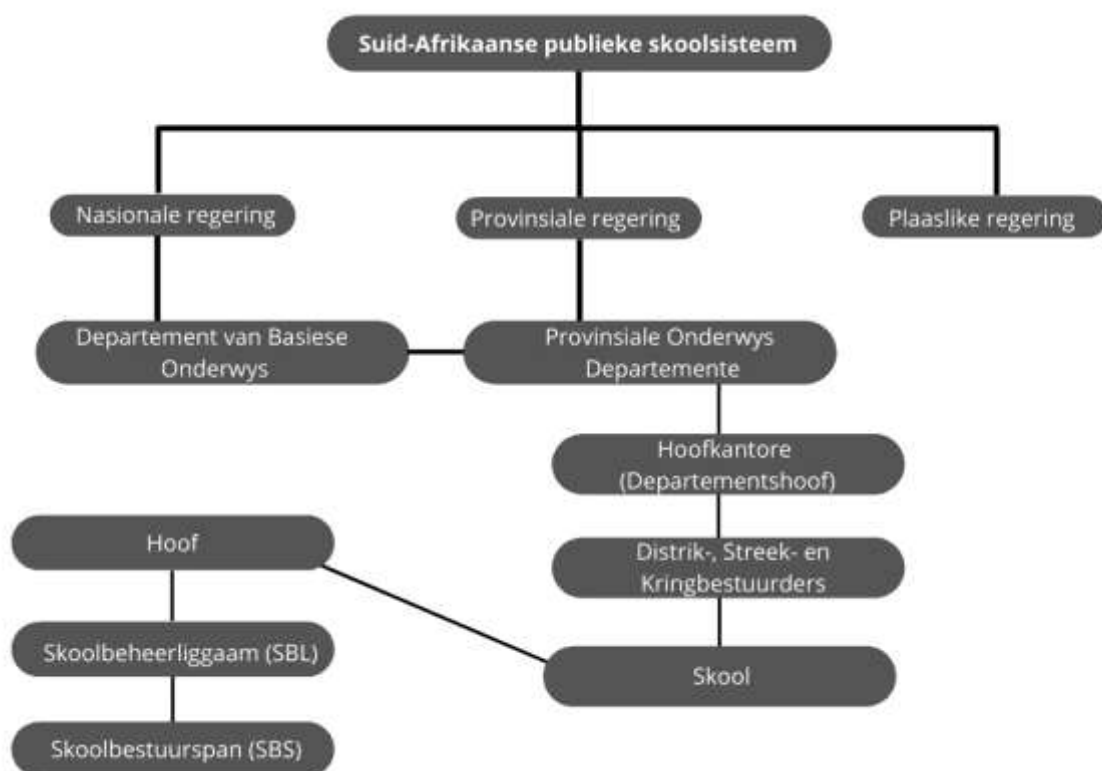 Suid-Afrikaanse publieke skoolsisteem
Nasionale regering
Provinsiale regering
Plaaslike regering
Departement van Basiese
Onderwys
Provinsiale Onderwys
Departemente
Hoofkantore
(Departementshoof)
Distrik-, Streek- en
Kringbestuurders
Skool
Hoof
Skoolbeheerliggaam (SBL)
Skoolbestuurspan (SBS)